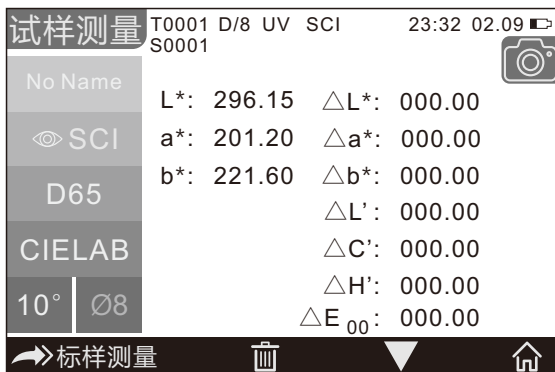 试样测量 T0001 D/8 UV SCI 23:32 02.09
S0001
No Name
SCI
D65
CIELAB
10° Ø8
L*: 296.15 △L*: 000.00
a*: 201.20 △a*: 000.00
b*: 221.60 △b*: 000.00
△L': 000.00
△C': 000.00
△H': 000.00
△E 00: 000.00
标样测量